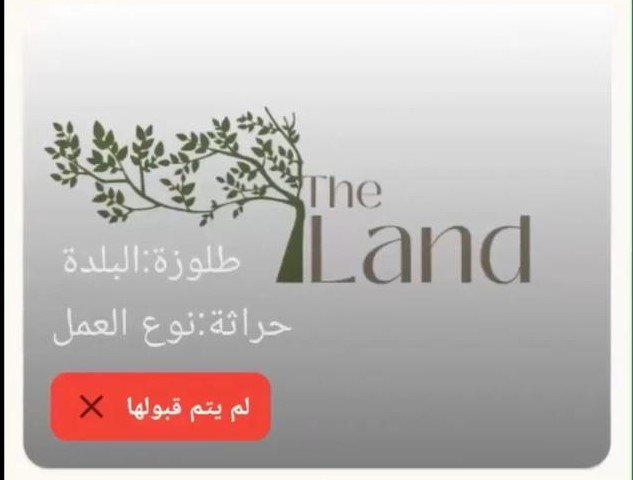 The
Land
طلوزة:البلدة
حراثة:نوع العمل
لم يتم قبولها